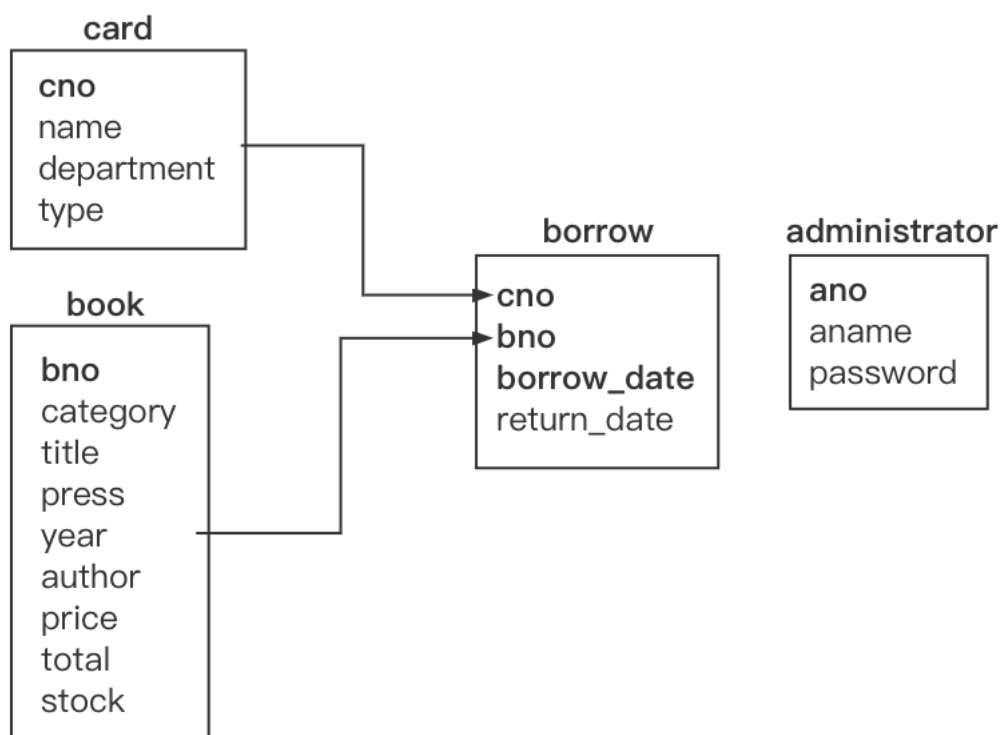 card
cno
name
department
type
book
bno
category
title
press
year
author
price
total
stock
borrow
cno
bno
borrow_date
return_date
administrator
ano
aname
password